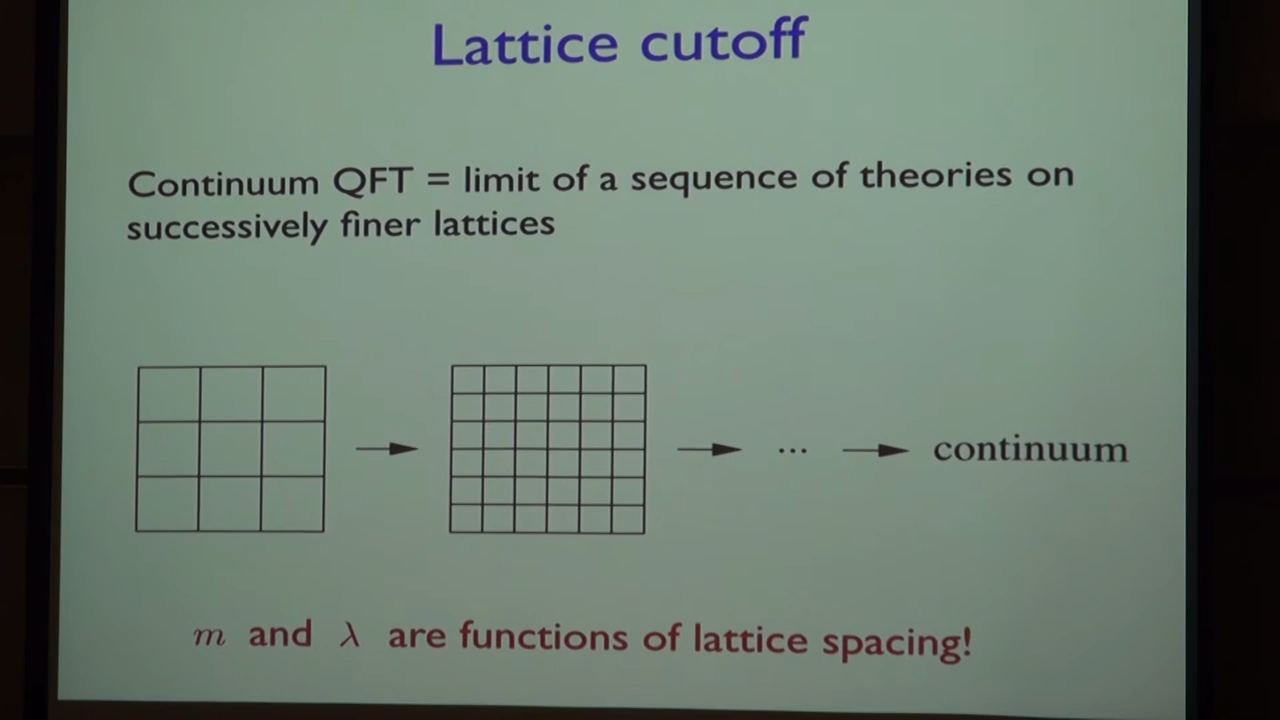 Lattice cutoff
Continuum QFT = limit of a sequence of theories on
successively finer lattices
... continuum
m and λ are functions of lattice spacing!